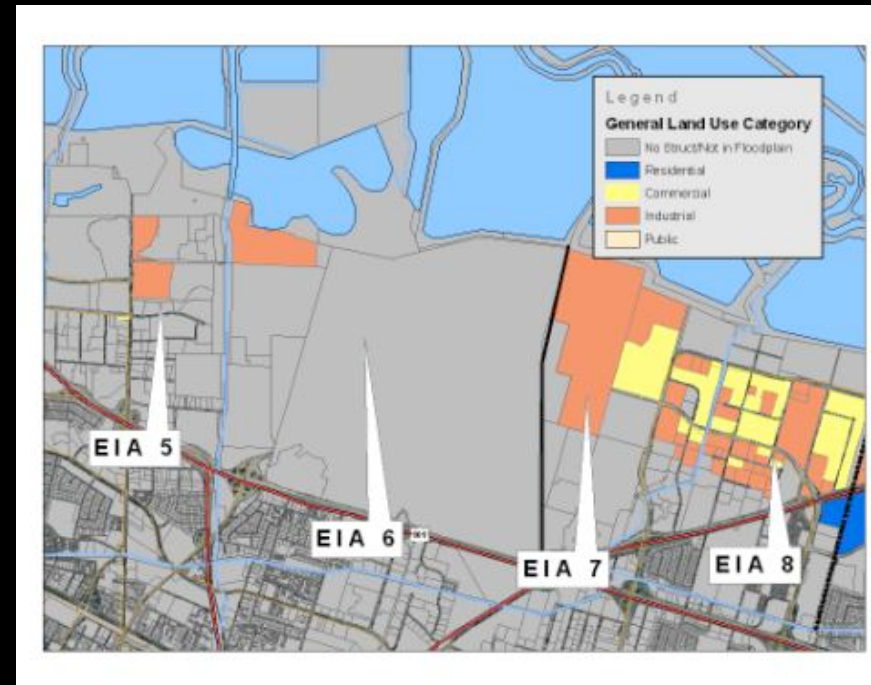 Legend
General Land Use Category
No Struct/Not in Floodplain
Residential
Commercial
Industrial
Public
EIA 5
EIA 6
EIA 7
EIA 8